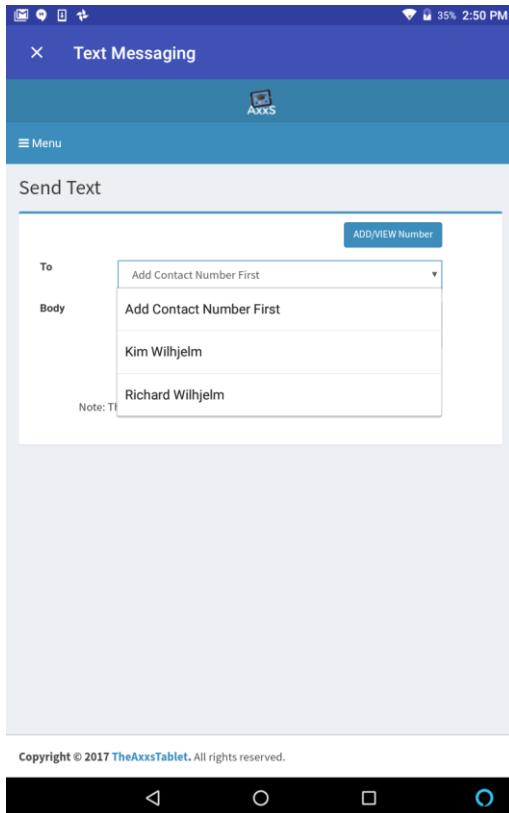 35% 2:50 PM
Text Messaging
AxxS
Menu
Send Text
ADD/VIEW Number
To
Add Contact Number First
Body
Add Contact Number First
Kim Wilhjelm
Richard Wilhjelm
Note:
Copyright © 2017 TheAxxsTablet. All rights reserved.